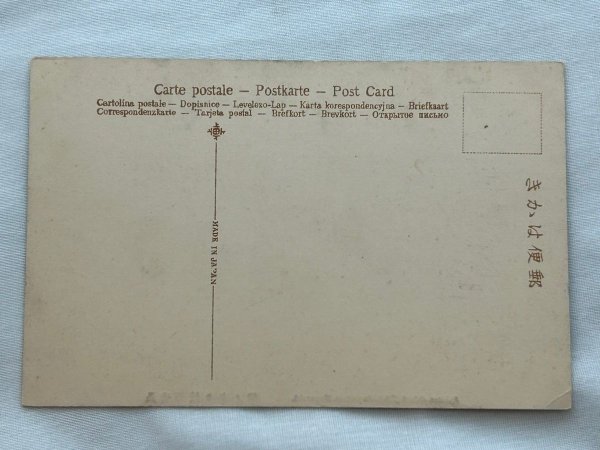 Carte postale — Postkarte — Post Card
Cartolina postale — Dopisnice — Levelezo-Lap — Karta korespondencyjna — Briefkaart
Correspondenzkarte — Tarjeta postal — Brefkort — Brevkort — Открытое письмо
MADE IN JAPAN
きかは便郵